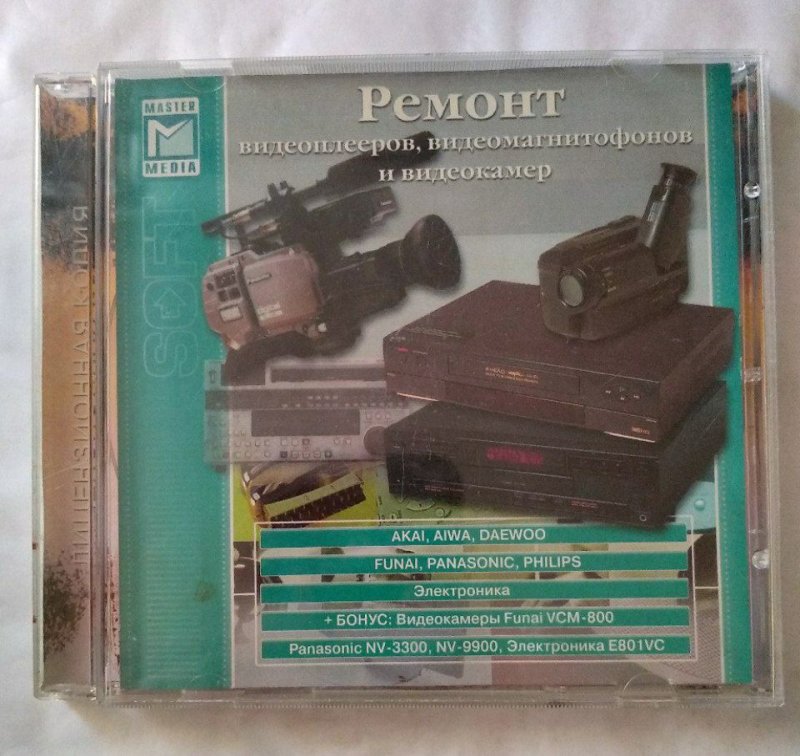 MASTER
MEDIA
SOFT
Ремонт
видеоплееров, видеомагнитофонов
и видеокамер
ЛИЦЕНЗИОННАЯ КОПИЯ
AKAI, AIWA, DAEWOO
FUNAI, PANASONIC, PHILIPS
Электроника
+ БОНУС: Видеокамеры Funai VCM-800
Panasonic NV-3300, NV-9900, Электроника Е801VC